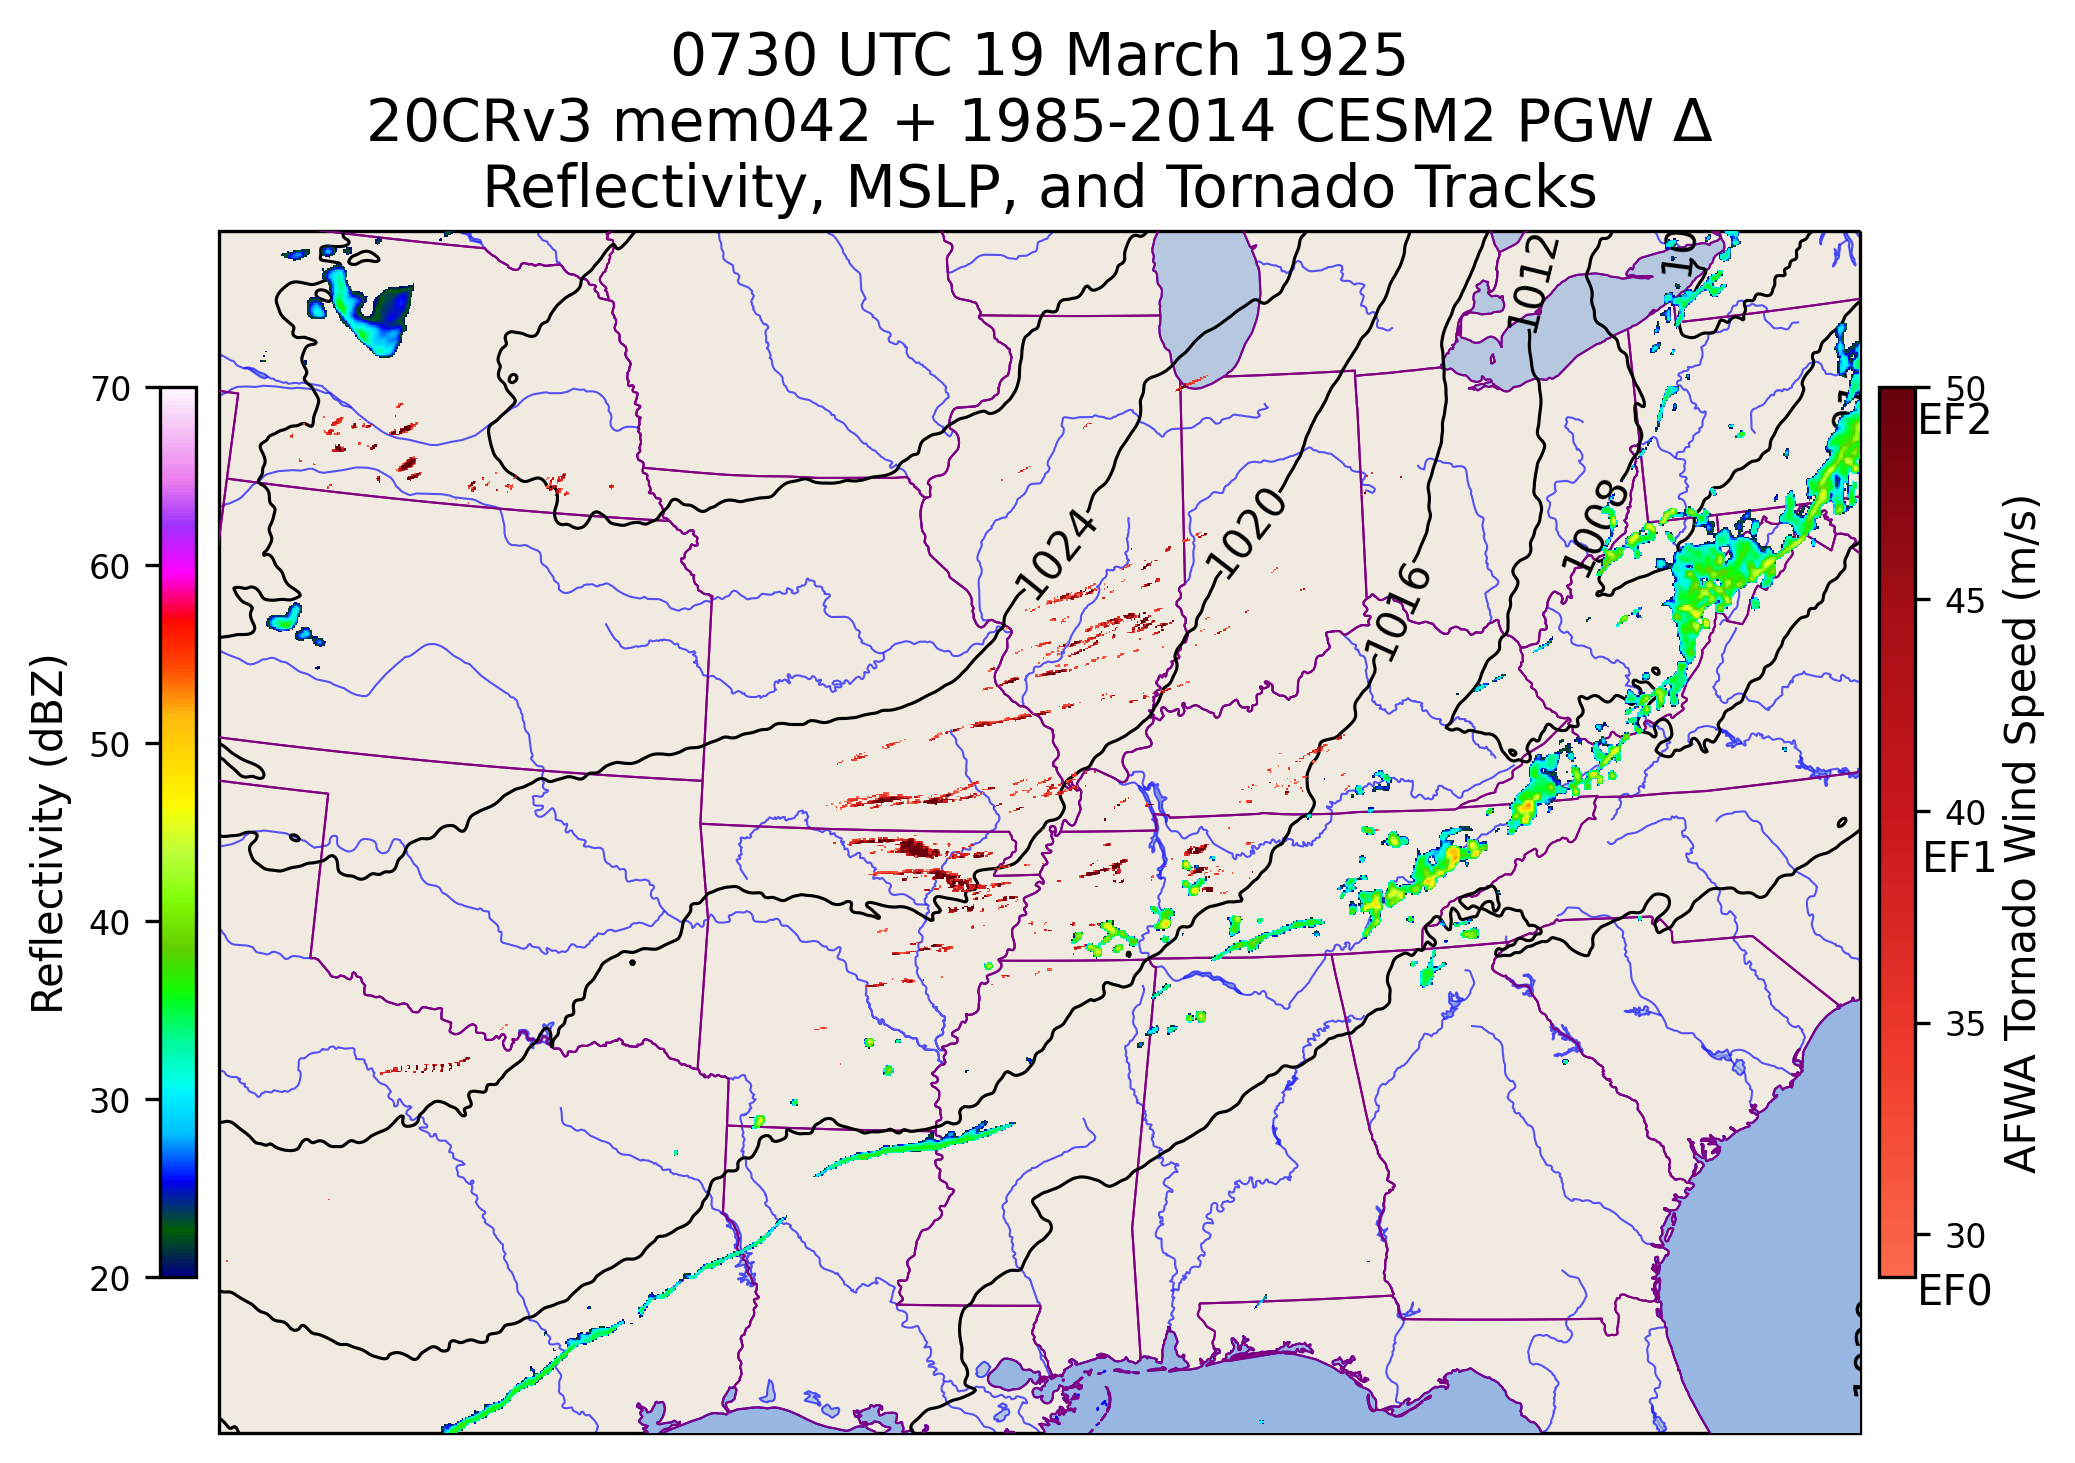 0730 UTC 19 March 1925
20CRv3 mem042 + 1985-2014 CESM2 PGW Δ
Reflectivity, MSLP, and Tornado Tracks
70
60
50
40
30
20
Reflectivity (dBZ)
1012
1024
1020
1016
1008
50
EF2
45
40
EF1
35
30
EF0
AFWA Tornado Wind Speed (m/s)